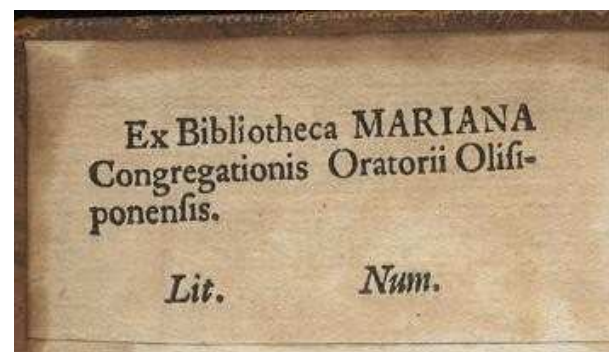 Ex Bibliotheca MARIANA
Congregationis Oratorii Oliſi-
ponenſis.
Lit. Num.